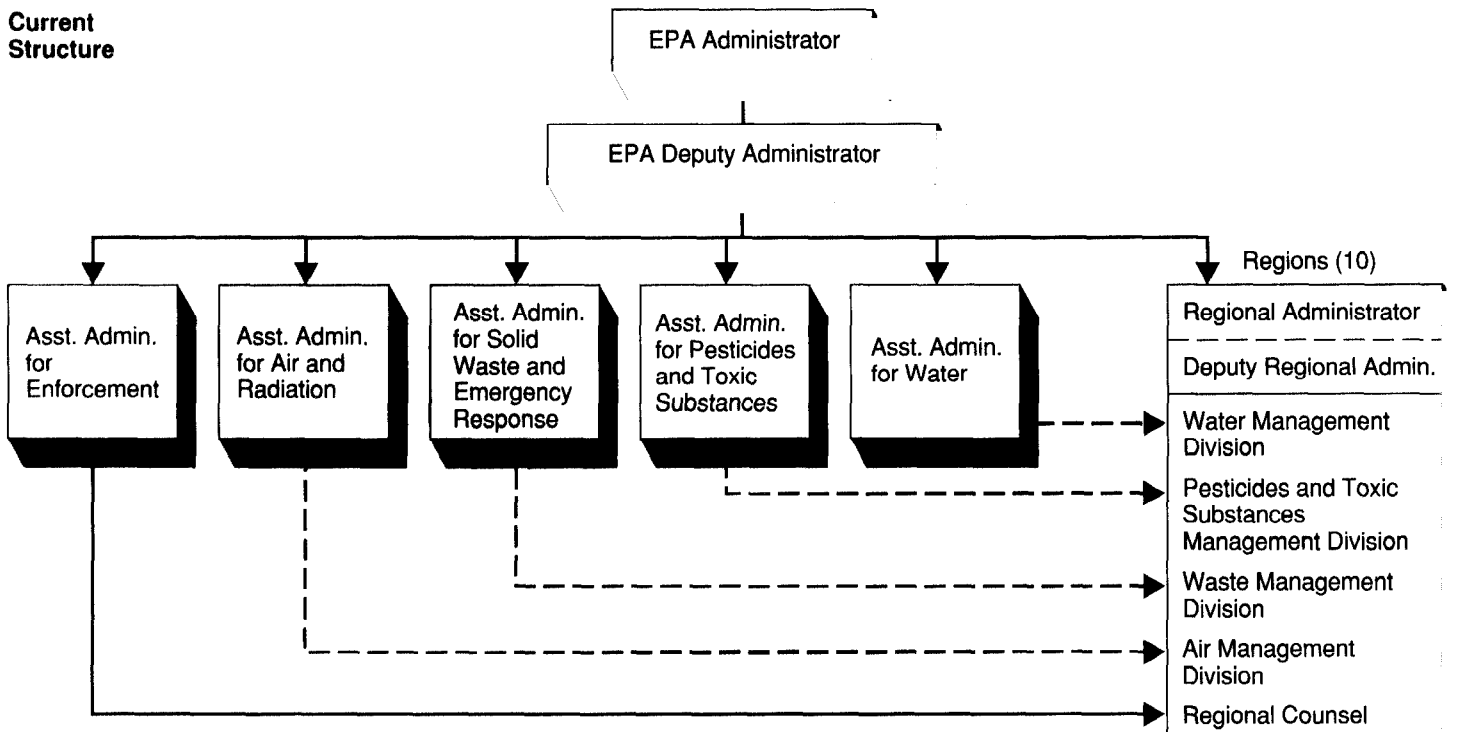 Current
Structure
EPA Administrator
EPA Deputy Administrator
Regions (10)
Asst. Admin.
for
Enforcement
Asst. Admin.
for Air and
Radiation
Asst. Admin.
for Solid
Waste and
Emergency
Response
Asst. Admin.
for Pesticides
and Toxic
Substances
Asst. Admin.
for Water
Regional Administrator
Deputy Regional Admin.
Water Management
Division
Pesticides and Toxic
Substances
Management Division
Waste Management
Division
Air Management
Division
Regional Counsel